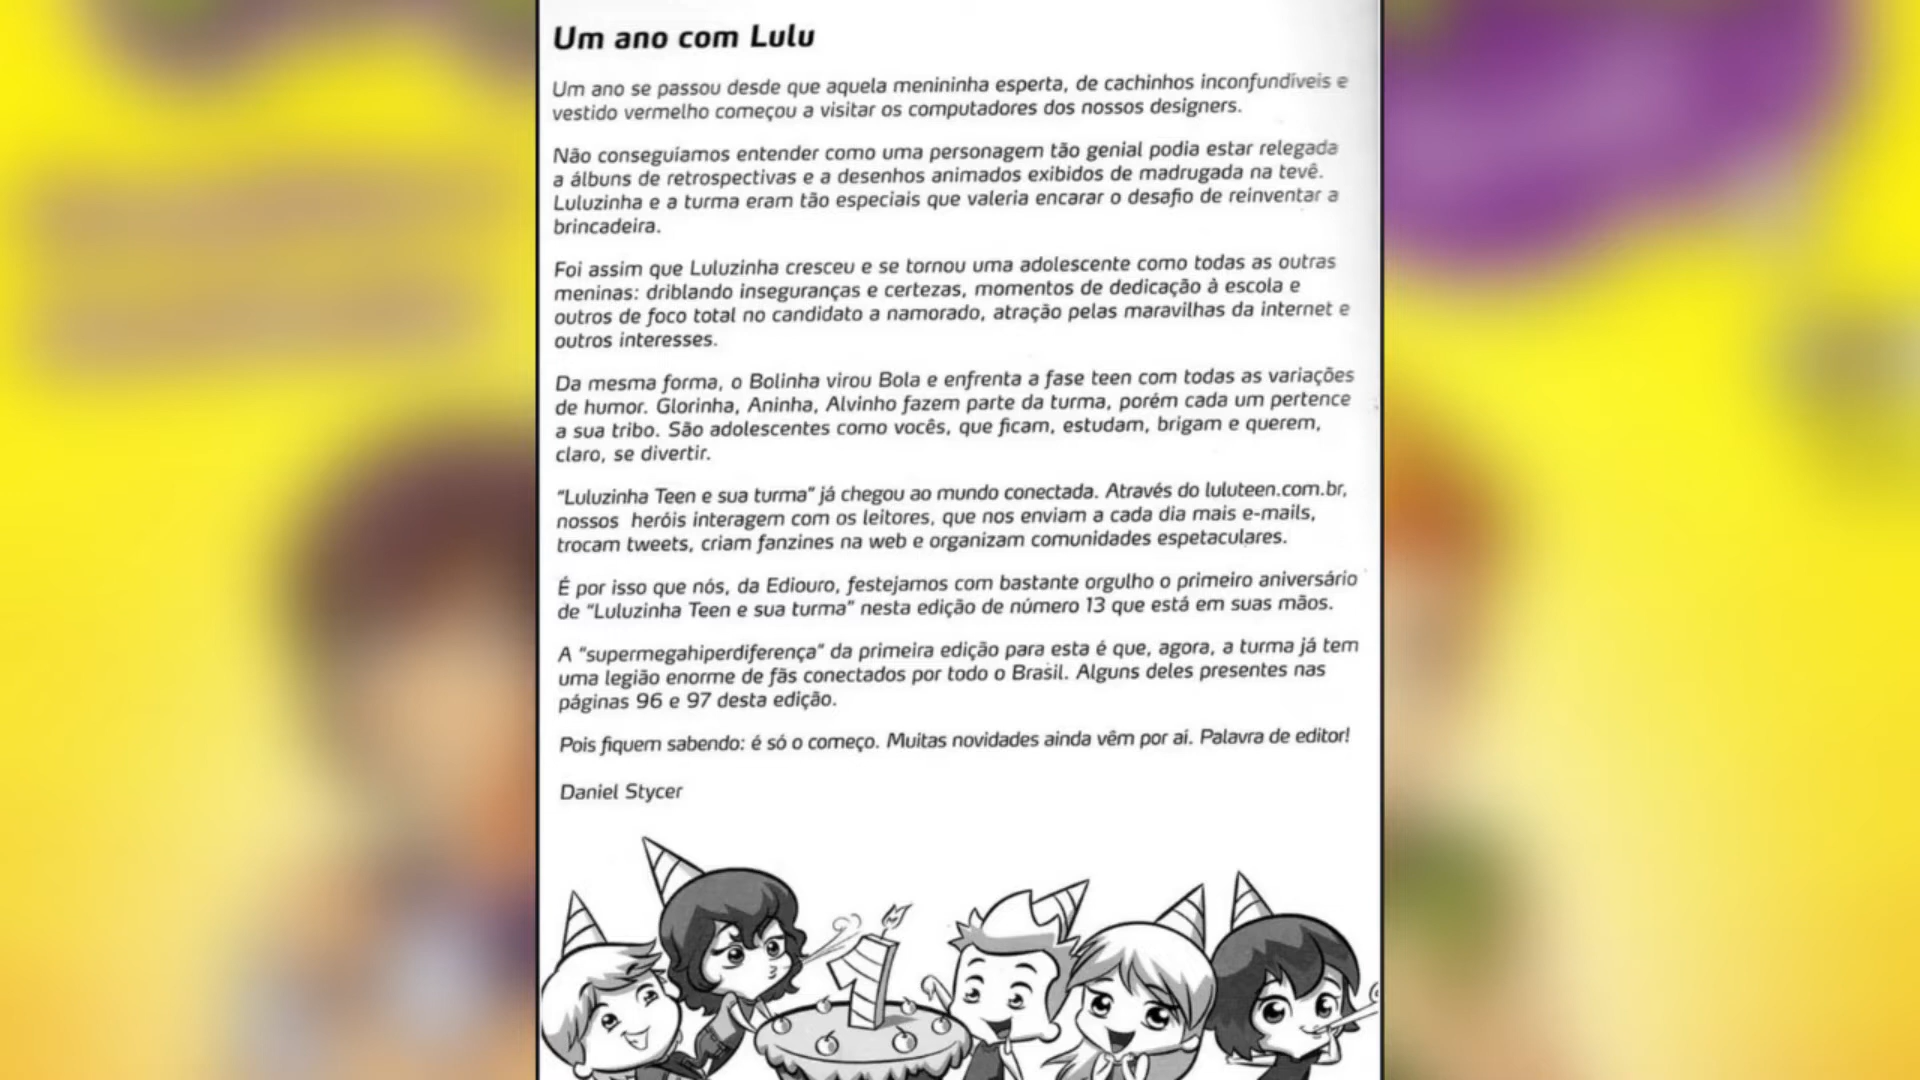 Um ano com Lulu
Um ano se passou desde que aquela menininha esperta, de cachinhos inconfundíveis e
vestido vermelho começou a visitar os computadores dos nossos designers.
Não conseguíamos entender como uma personagem tão genial podia estar relegada
a álbuns de retrospectivas e a desenhos animados exibidos de madrugada na tevê.
Luluzinha e a turma eram tão especiais que valeria encarar o desafio de reinventar a
brincadeira.
Foi assim que Luluzinha cresceu e se tornou uma adolescente como todas as outras
meninas: driblando inseguranças e certezas, momentos de dedicação à escola e
outros de foco total no candidato a namorado, atração pelas maravilhas da internet e
outros interesses.
Da mesma forma, o Bolinha virou Bola e enfrenta a fase teen com todas as variações
de humor. Glorinha, Aninha, Alvinho fazem parte da turma, porém cada um pertence
a sua tribo. São adolescentes como vocês, que ficam, estudam, brigam e querem,
claro, se divertir.
"Luluzinha Teen e sua turma" já chegou ao mundo conectada. Através do luluteen.com.br,
nossos heróis interagem com os leitores, que nos enviam a cada dia mais e-mails,
trocam tweets, criam fanzines na web e organizam comunidades espetaculares.
É por isso que nós, da Ediouro, festejamos com bastante orgulho o primeiro aniversário
de "Luluzinha Teen e sua turma" nesta edição de número 13 que está em suas mãos.
A "supermegahiperdiferença" da primeira edição para esta é que, agora, a turma já tem
uma legião enorme de fãs conectados por todo o Brasil. Alguns deles presentes nas
páginas 96 e 97 desta edição.
Pois fiquem sabendo: é só o começo. Muitas novidades ainda vêm por aí. Palavra de editor!
Daniel Stycer
1